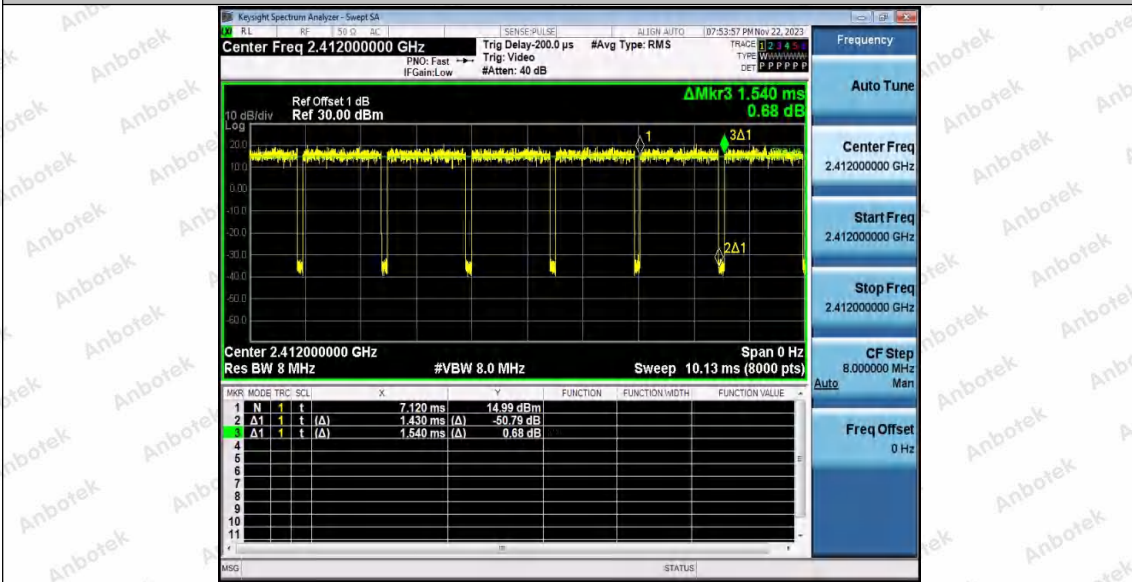 Keysight Spectrum Analyzer - Swept SA
RL RF 50 Ω AC SENSE:PULSE ALIGN AUTO 07:53:57 PM Nov 22, 2023
Center Freq 2.412000000 GHz
PNO: Fast
IFGain:Low
Trig Delay-200.0 µs
Trig: Video
#Atten: 40 dB
#Avg Type: RMS
TRACE 1 2 3 4 5 6
TYPE W
DET P P P P P P
ΔMkr3 1.540 ms
0.68 dB
Ref Offset 1 dB
10 dB/div Ref 30.00 dBm
Log
20.0
10.0
0.00
-10.0
-20.0
-30.0
-40.0
-50.0
-60.0
1
3Δ1
2Δ1
Center 2.412000000 GHz Span 0 Hz
Res BW 8 MHz #VBW 8.0 MHz Sweep 10.13 ms (8000 pts)
MKR MODE TRC SCL X Y FUNCTION FUNCTION WIDTH FUNCTION VALUE
1 N 1 t 7.120 ms 14.99 dBm
2 Δ1 1 t (Δ) 1.430 ms (Δ) -50.79 dB
3 Δ1 1 t (Δ) 1.540 ms (Δ) 0.68 dB
4
5
6
7
8
9
10
11
MSG STATUS
Frequency
Auto Tune
Center Freq
2.412000000 GHz
Start Freq
2.412000000 GHz
Stop Freq
2.412000000 GHz
CF Step
8.000000 MHz
Auto Man
Freq Offset
0 Hz
Anbotek